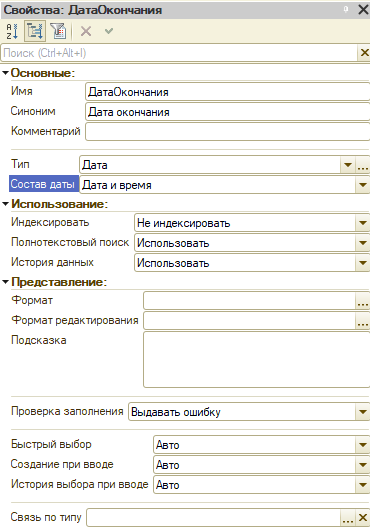 Свойства: ДатаОкончания
Поиск (Ctrl+Alt+I)
Основные:
Имя ДатаОкончания
Синоним Дата окончания
Комментарий
Тип Дата
Состав даты Дата и время
Использование:
Индексировать Не индексировать
Полнотекстовый поиск Использовать
История данных Использовать
Представление:
Формат
Формат редактирования
Подсказка
Проверка заполнения Выдавать ошибку
Быстрый выбор Авто
Создание при вводе Авто
История выбора при вводе Авто
Связь по типу